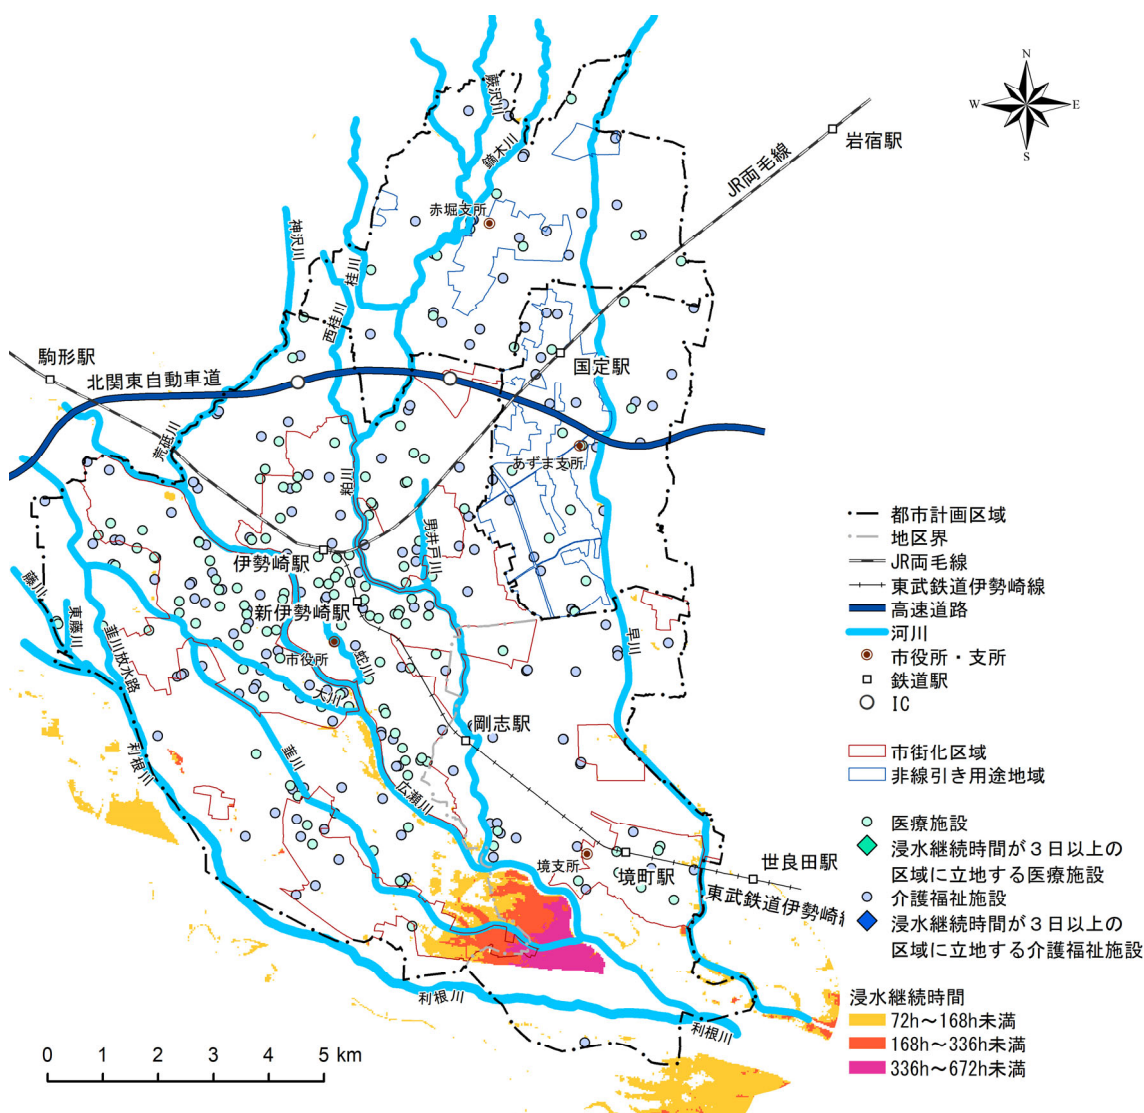 N
W
E
S
蕨沢川
鏑木川
岩宿駅
JR両毛線
赤堀支所
神沢川
桂川
西桂川
国定駅
駒形駅
北関東自動車道
荒砥川
あずま支所
粕川
男井戸川
伊勢崎駅
新伊勢崎駅
藤川
東藤川
韮川放水路
市役所
蛇川
大川
早川
剛志駅
利根川
韮川
広瀬川
境支所
境町駅
世良田駅
東武鉄道伊勢崎線
利根川
利根川
都市計画区域
地区界
JR両毛線
東武鉄道伊勢崎線
高速道路
河川
市役所・支所
鉄道駅
IC
市街化区域
非線引き用途地域
医療施設
浸水継続時間が３日以上の
区域に立地する医療施設
介護福祉施設
浸水継続時間が３日以上の
区域に立地する介護福祉施設
浸水継続時間
72h～168h未満
168h～336h未満
336h～672h未満
0 1 2 3 4 5 km